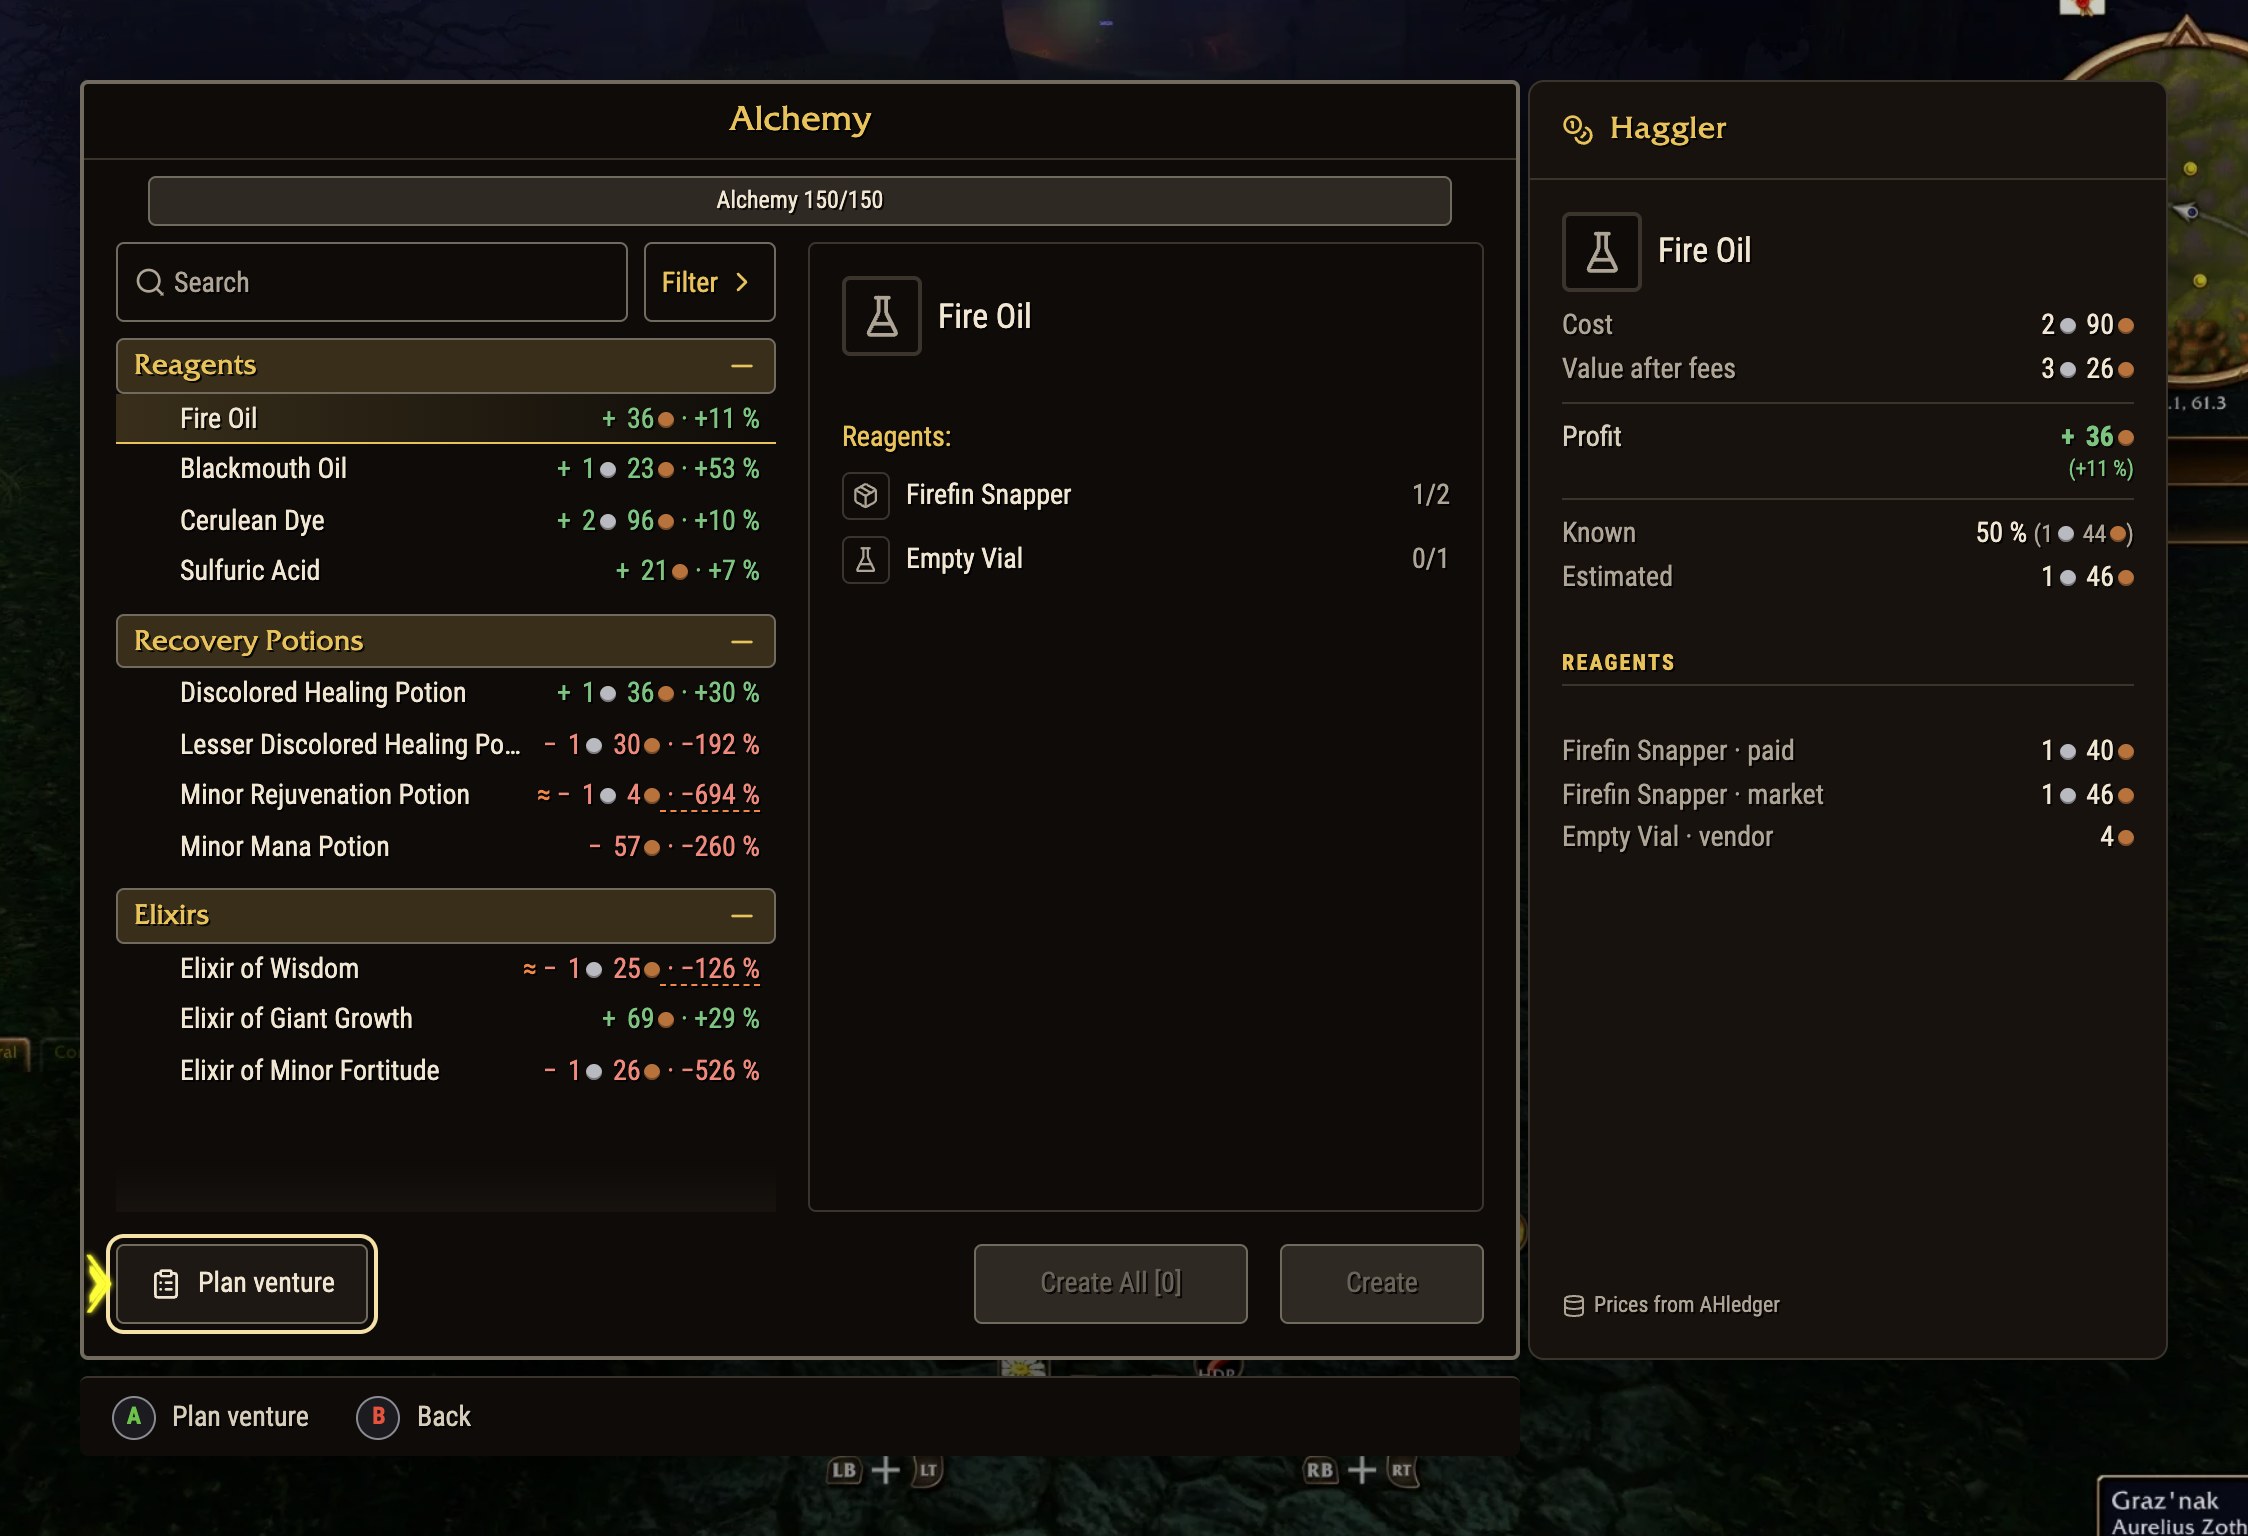 Alchemy
Alchemy 150/150
Search
Filter
Reagents
Fire Oil + 36 · +11 %
Blackmouth Oil + 1 23 · +53 %
Cerulean Dye + 2 96 · +10 %
Sulfuric Acid + 21 · +7 %
Recovery Potions
Discolored Healing Potion + 1 36 · +30 %
Lesser Discolored Healing Po... − 1 30 · −192 %
Minor Rejuvenation Potion ≈ − 1 4 · −694 %
Minor Mana Potion − 57 · −260 %
Elixirs
Elixir of Wisdom ≈ − 1 25 · −126 %
Elixir of Giant Growth + 69 · +29 %
Elixir of Minor Fortitude − 1 26 · −526 %
Plan venture
Fire Oil
Reagents:
Firefin Snapper 1/2
Empty Vial 0/1
Create All [0]
Create
Haggler
Fire Oil
Cost 2 90
Value after fees 3 26
Profit + 36
(+11 %)
Known 50 % (1 44)
Estimated 1 46
REAGENTS
Firefin Snapper · paid 1 40
Firefin Snapper · market 1 46
Empty Vial · vendor 4
Prices from AHledger
.1, 61.3
A Plan venture
B Back
LB + LT
RB + RT
Graz'nak
Aurelius Zoth